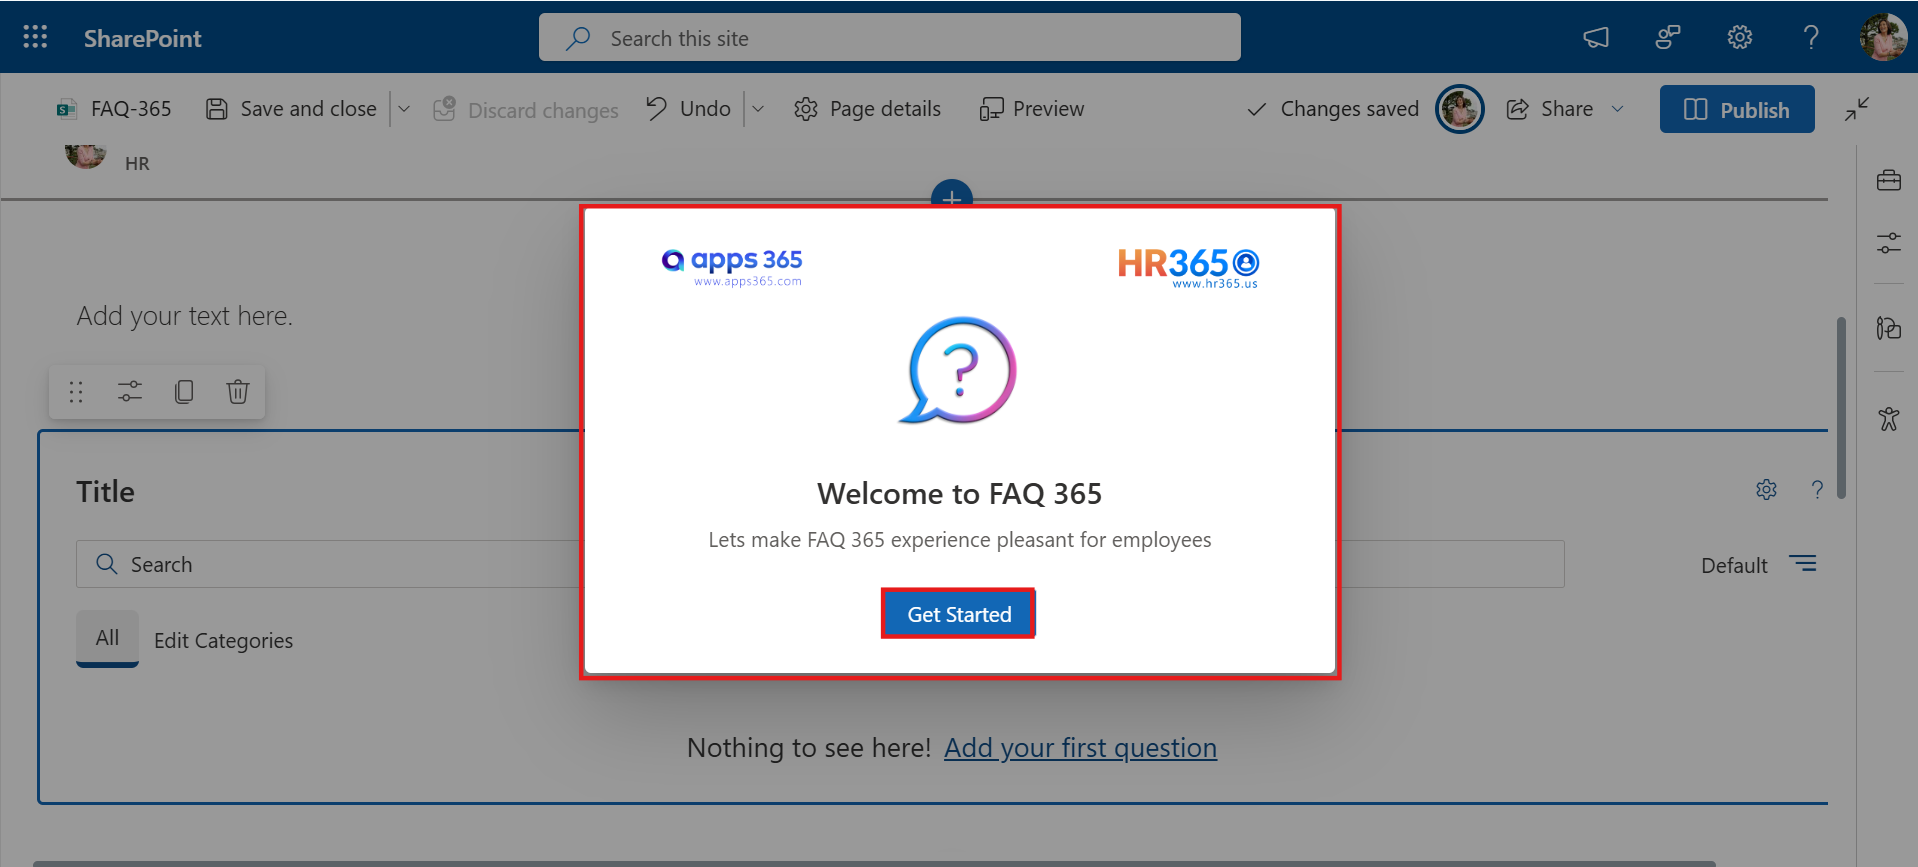 SharePoint
Search this site
FAQ-365
Save and close
Discard changes
Undo
Page details
Preview
Changes saved
Share
Publish
HR
apps 365
www.apps365.com
HR365
www.hr365.us
Add your text here.
Welcome to FAQ 365
Lets make FAQ 365 experience pleasant for employees
Get Started
Title
Search
Default
All
Edit Categories
Nothing to see here! Add your first question